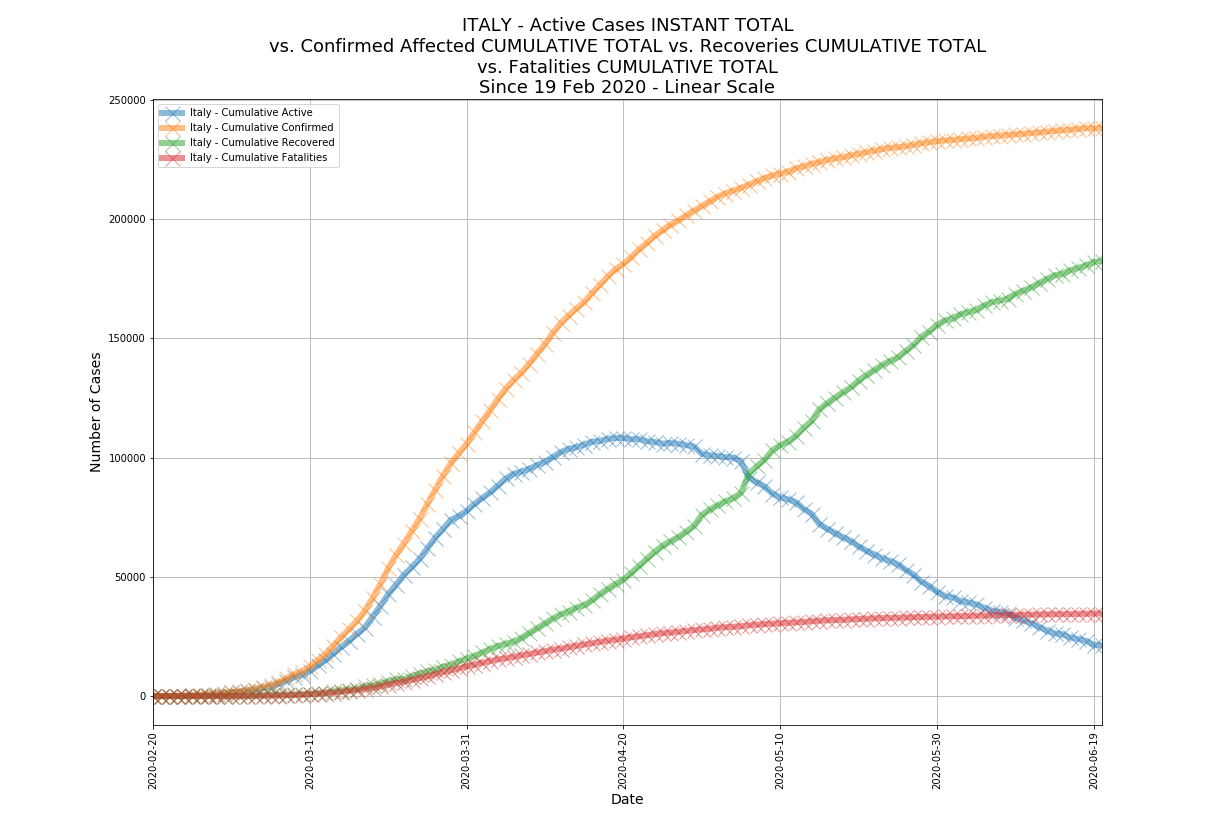 ITALY - Active Cases INSTANT TOTAL
vs. Confirmed Affected CUMULATIVE TOTAL vs. Recoveries CUMULATIVE TOTAL
vs. Fatalities CUMULATIVE TOTAL
Since 19 Feb 2020 - Linear Scale
Italy - Cumulative Active
Italy - Cumulative Confirmed
Italy - Cumulative Recovered
Italy - Cumulative Fatalities
Number of Cases
250000
200000
150000
100000
50000
0
2020-02-20
2020-03-11
2020-03-31
2020-04-20
2020-05-10
2020-05-30
2020-06-19
Date